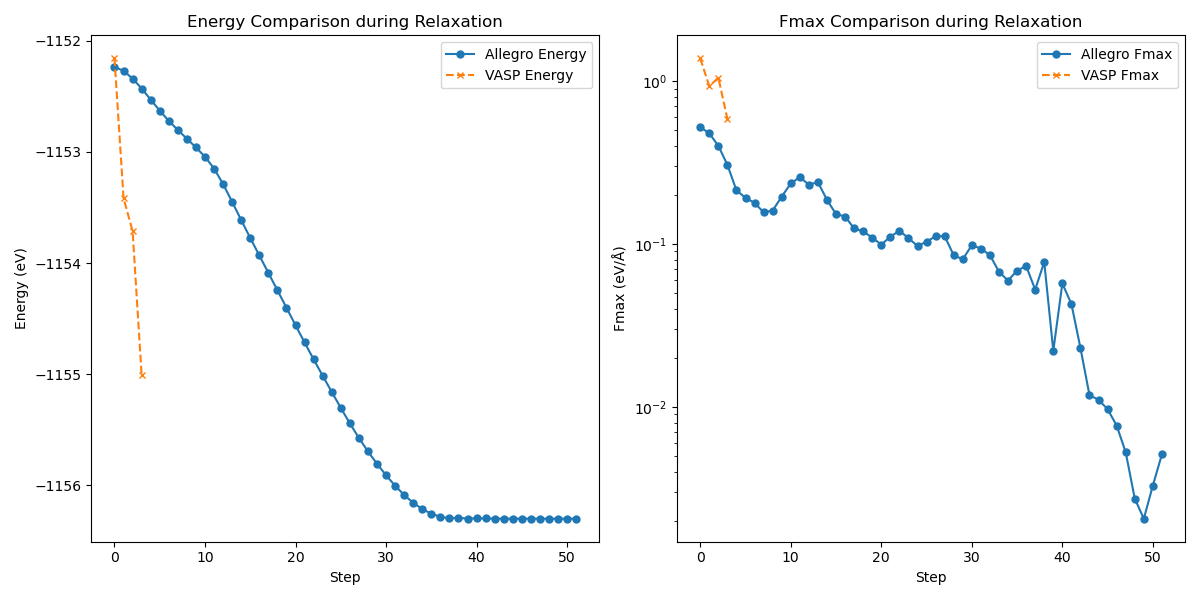 Energy Comparison during Relaxation
Allegro Energy
VASP Energy
Energy (eV)
−1152
−1153
−1154
−1155
−1156
0
10
20
30
40
50
Step
Fmax Comparison during Relaxation
Allegro Fmax
VASP Fmax
Fmax (eV/Å)
10⁰
10⁻¹
10⁻²
0
10
20
30
40
50
Step